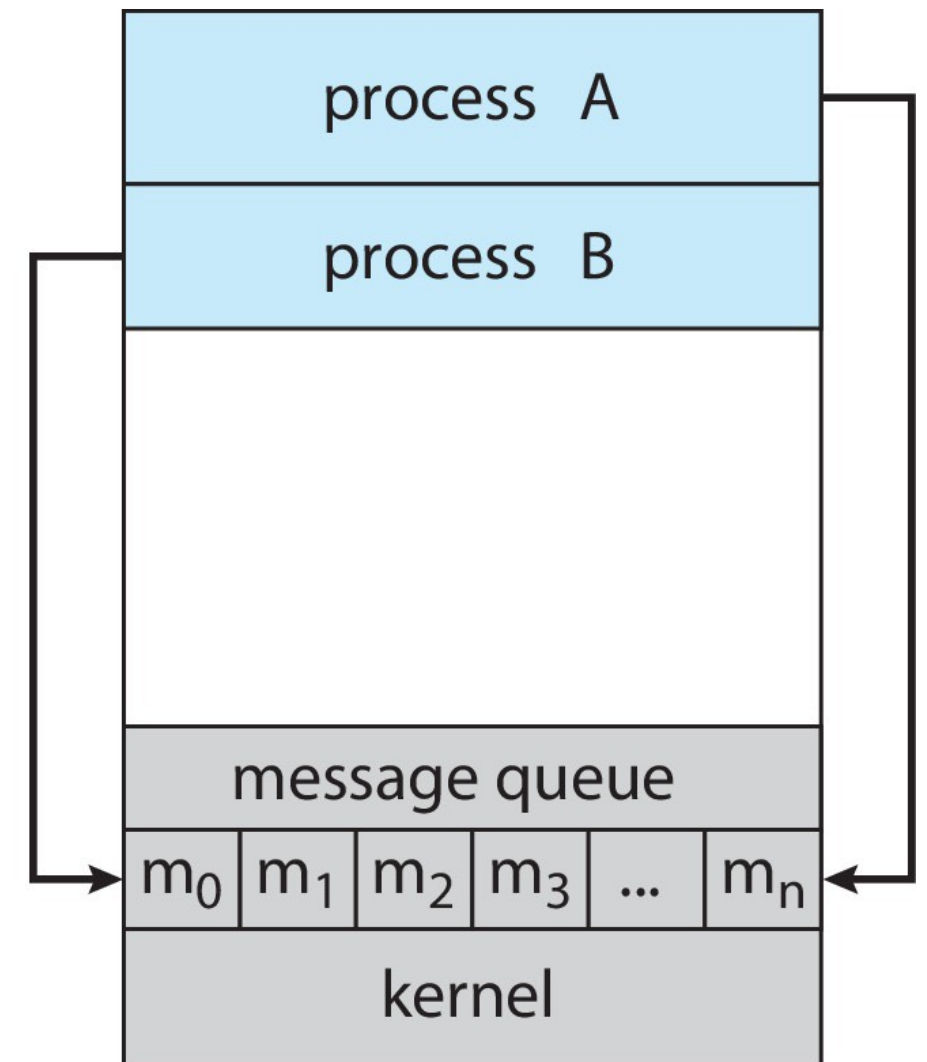 process A
process B
message queue
m₀ m₁ m₂ m₃ ... mₙ
kernel